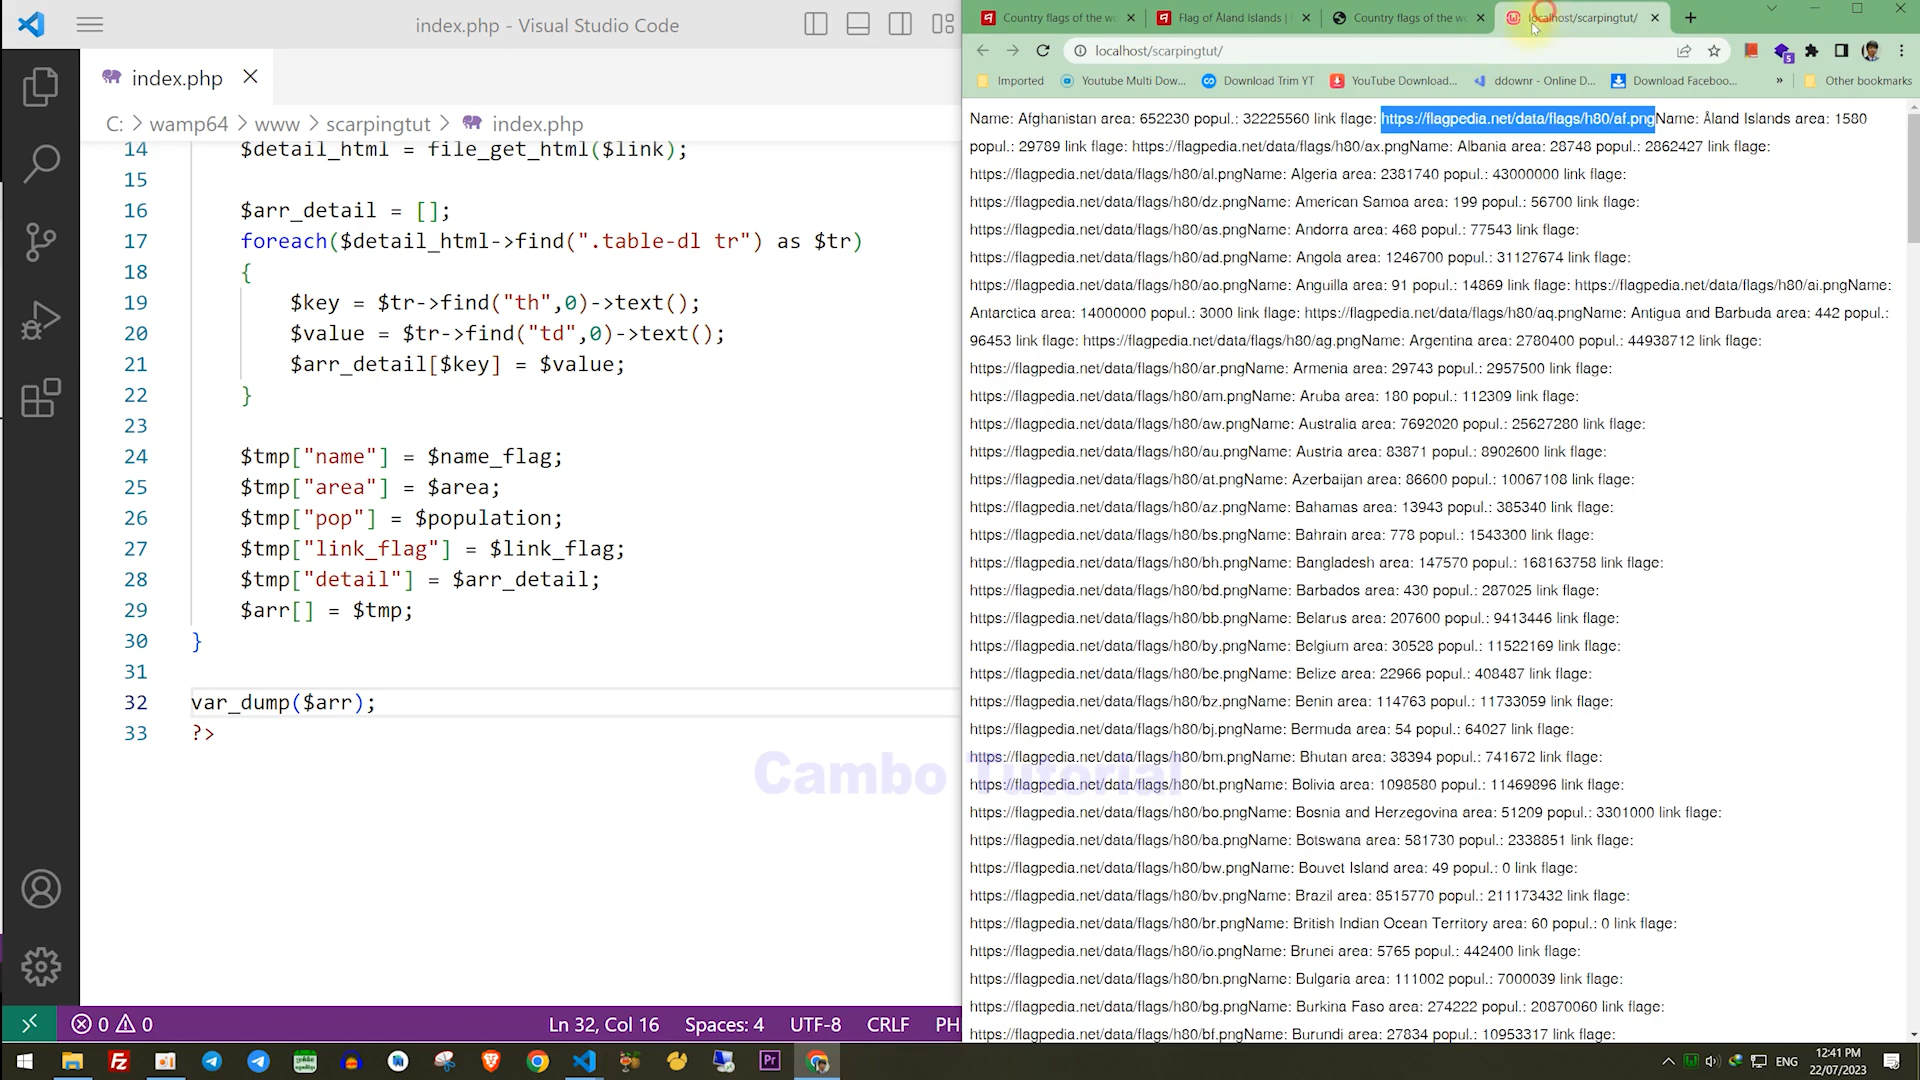 index.php - Visual Studio Code
index.php
C: > wamp64 > www > scarpingtut > index.php
14 $detail_html = file_get_html($link);
15
16 $arr_detail = [];
17 foreach($detail_html->find(".table-dl tr") as $tr)
18 {
19 $key = $tr->find("th",0)->text();
20 $value = $tr->find("td",0)->text();
21 $arr_detail[$key] = $value;
22 }
23
24 $tmp["name"] = $name_flag;
25 $tmp["area"] = $area;
26 $tmp["pop"] = $population;
27 $tmp["link_flag"] = $link_flag;
28 $tmp["detail"] = $arr_detail;
29 $arr[] = $tmp;
30 }
31
32 var_dump($arr);
33 ?>
0 0 Ln 32, Col 16 Spaces: 4 UTF-8 CRLF PH
Country flags of the wo Flag of Åland Islands | Country flags of the wo localhost/scarpingtut/
localhost/scarpingtut/
Imported Youtube Multi Dow... Download Trim YT YouTube Download... ddownr - Online D... Download Faceboo... » Other bookmarks
Name: Afghanistan area: 652230 popul.: 32225560 link flage: https://flagpedia.net/data/flags/h80/af.pngName: Åland Islands area: 1580
popul.: 29789 link flage: https://flagpedia.net/data/flags/h80/ax.pngName: Albania area: 28748 popul.: 2862427 link flage:
https://flagpedia.net/data/flags/h80/al.pngName: Algeria area: 2381740 popul.: 43000000 link flage:
https://flagpedia.net/data/flags/h80/dz.pngName: American Samoa area: 199 popul.: 56700 link flage:
https://flagpedia.net/data/flags/h80/as.pngName: Andorra area: 468 popul.: 77543 link flage:
https://flagpedia.net/data/flags/h80/ad.pngName: Angola area: 1246700 popul.: 31127674 link flage:
https://flagpedia.net/data/flags/h80/ao.pngName: Anguilla area: 91 popul.: 14869 link flage: https://flagpedia.net/data/flags/h80/ai.pngName:
Antarctica area: 14000000 popul.: 3000 link flage: https://flagpedia.net/data/flags/h80/aq.pngName: Antigua and Barbuda area: 442 popul.:
96453 link flage: https://flagpedia.net/data/flags/h80/ag.pngName: Argentina area: 2780400 popul.: 44938712 link flage:
https://flagpedia.net/data/flags/h80/ar.pngName: Armenia area: 29743 popul.: 2957500 link flage:
https://flagpedia.net/data/flags/h80/am.pngName: Aruba area: 180 popul.: 112309 link flage:
https://flagpedia.net/data/flags/h80/aw.pngName: Australia area: 7692020 popul.: 25627280 link flage:
https://flagpedia.net/data/flags/h80/au.pngName: Austria area: 83871 popul.: 8902600 link flage:
https://flagpedia.net/data/flags/h80/at.pngName: Azerbaijan area: 86600 popul.: 10067108 link flage:
https://flagpedia.net/data/flags/h80/az.pngName: Bahamas area: 13943 popul.: 385340 link flage:
https://flagpedia.net/data/flags/h80/bs.pngName: Bahrain area: 778 popul.: 1543300 link flage:
https://flagpedia.net/data/flags/h80/bh.pngName: Bangladesh area: 147570 popul.: 168163758 link flage:
https://flagpedia.net/data/flags/h80/bd.pngName: Barbados area: 430 popul.: 287025 link flage:
https://flagpedia.net/data/flags/h80/bb.pngName: Belarus area: 207600 popul.: 9413446 link flage:
https://flagpedia.net/data/flags/h80/by.pngName: Belgium area: 30528 popul.: 11522169 link flage:
https://flagpedia.net/data/flags/h80/be.pngName: Belize area: 22966 popul.: 408487 link flage:
https://flagpedia.net/data/flags/h80/bz.pngName: Benin area: 114763 popul.: 11733059 link flage:
https://flagpedia.net/data/flags/h80/bj.pngName: Bermuda area: 54 popul.: 64027 link flage:
https://flagpedia.net/data/flags/h80/bm.pngName: Bhutan area: 38394 popul.: 741672 link flage:
https://flagpedia.net/data/flags/h80/bt.pngName: Bolivia area: 1098580 popul.: 11469896 link flage:
https://flagpedia.net/data/flags/h80/bo.pngName: Bosnia and Herzegovina area: 51209 popul.: 3301000 link flage:
https://flagpedia.net/data/flags/h80/ba.pngName: Botswana area: 581730 popul.: 2338851 link flage:
https://flagpedia.net/data/flags/h80/bw.pngName: Bouvet Island area: 49 popul.: 0 link flage:
https://flagpedia.net/data/flags/h80/bv.pngName: Brazil area: 8515770 popul.: 211173432 link flage:
https://flagpedia.net/data/flags/h80/br.pngName: British Indian Ocean Territory area: 60 popul.: 0 link flage:
https://flagpedia.net/data/flags/h80/io.pngName: Brunei area: 5765 popul.: 442400 link flage:
https://flagpedia.net/data/flags/h80/bn.pngName: Bulgaria area: 111002 popul.: 7000039 link flage:
https://flagpedia.net/data/flags/h80/bg.pngName: Burkina Faso area: 274222 popul.: 20870060 link flage:
https://flagpedia.net/data/flags/h80/bf.pngName: Burundi area: 27834 popul.: 10953317 link flage:
Cambo Tutorial
ENG 12:41 PM
22/07/2023